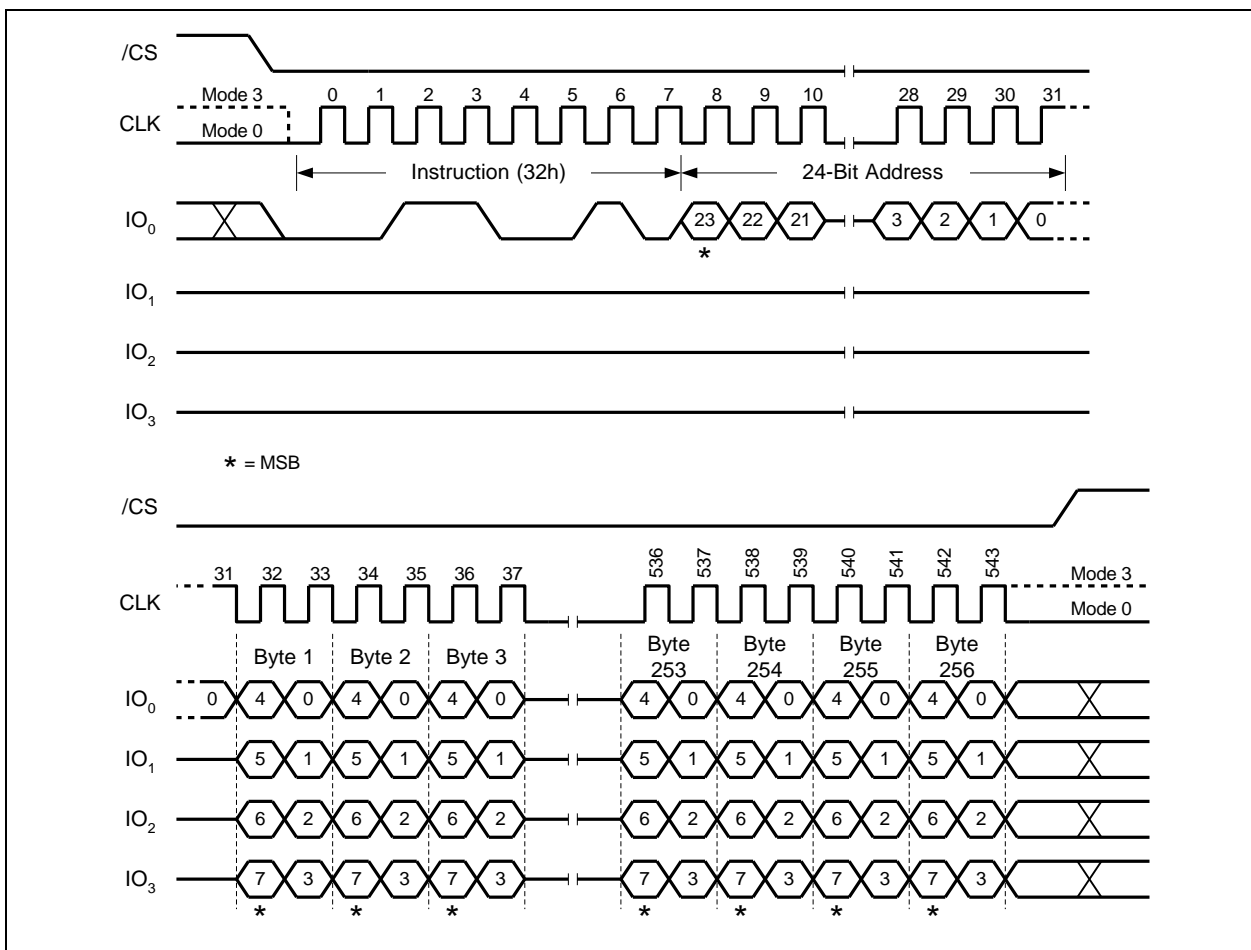 /CS
Mode 3 0 1 2 3 4 5 6 7 8 9 10 28 29 30 31
CLK
Mode 0
Instruction (32h) 24-Bit Address
IO0 23 22 21 3 2 1 0
*
IO1
IO2
IO3
* = MSB
/CS
31 32 33 34 35 36 37 536 537 538 539 540 541 542 543
Mode 3
CLK
Mode 0
Byte 1 Byte 2 Byte 3 Byte 253 Byte 254 Byte 255 Byte 256
IO0 0 4 0 4 0 4 0 4 0 4 0 4 0 4 0
IO1 5 1 5 1 5 1 5 1 5 1 5 1 5 1
IO2 6 2 6 2 6 2 6 2 6 2 6 2 6 2
IO3 7 3 7 3 7 3 7 3 7 3 7 3 7 3
* * * * * * *